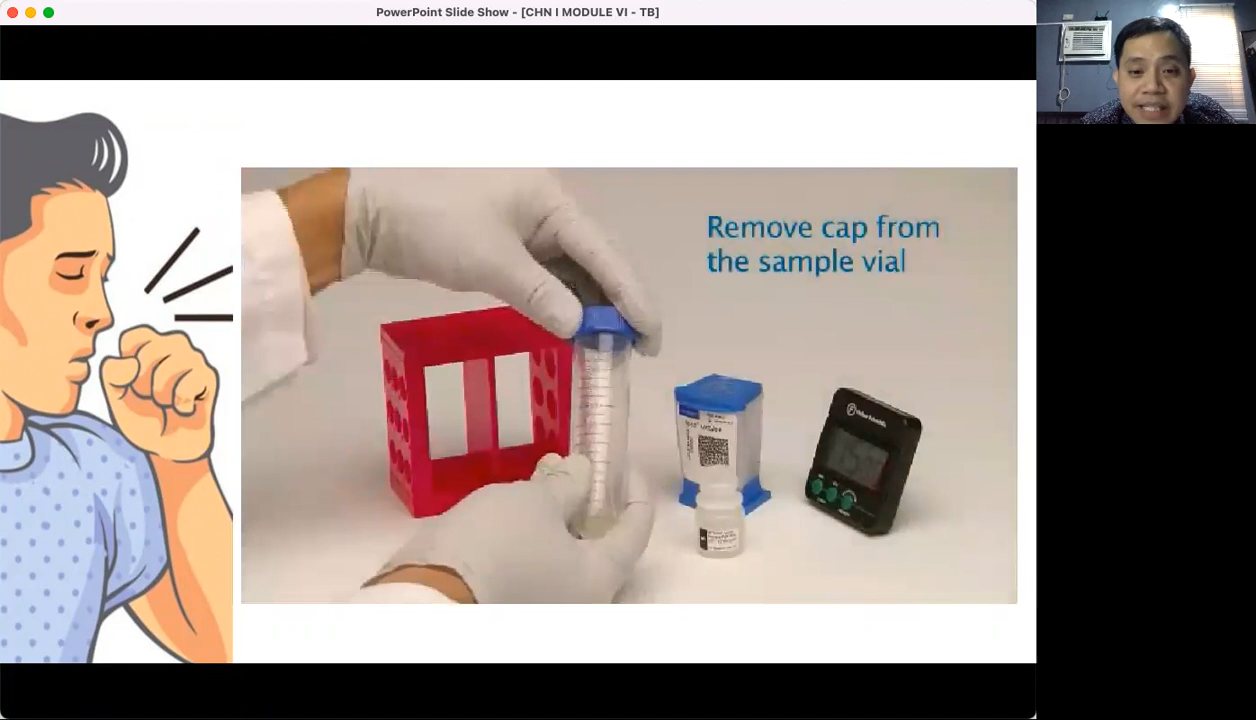 PowerPoint Slide Show - [CHN I MODULE VI - TB]
Remove cap from
the sample vial